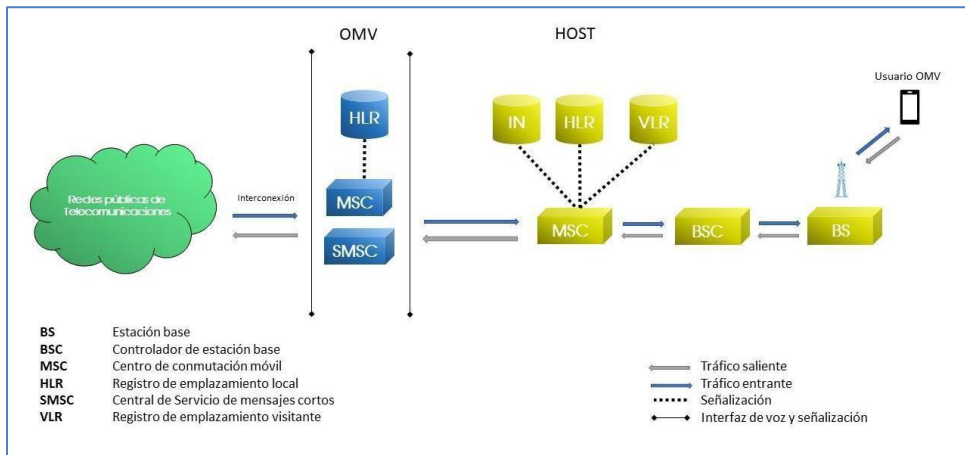 OMV
HOST
Usuario OMV
HLR
IN
HLR
VLR
Redes públicas de
Telecomunicaciones
Interconexión
MSC
SMSC
MSC
BSC
BS
BS Estación base
BSC Controlador de estación base
MSC Centro de conmutación móvil
HLR Registro de emplazamiento local
SMSC Central de Servicio de mensajes cortos
VLR Registro de emplazamiento visitante
Tráfico saliente
Tráfico entrante
Señalización
Interfaz de voz y señalización